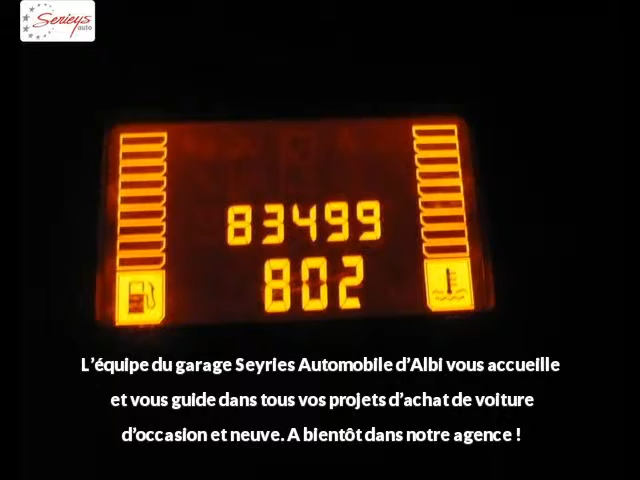 Serieys
auto
83499
802
L'équipe du garage Seyries Automobile d'Albi vous accueille
et vous guide dans tous vos projets d'achat de voiture
d'occasion et neuve. A bientôt dans notre agence !